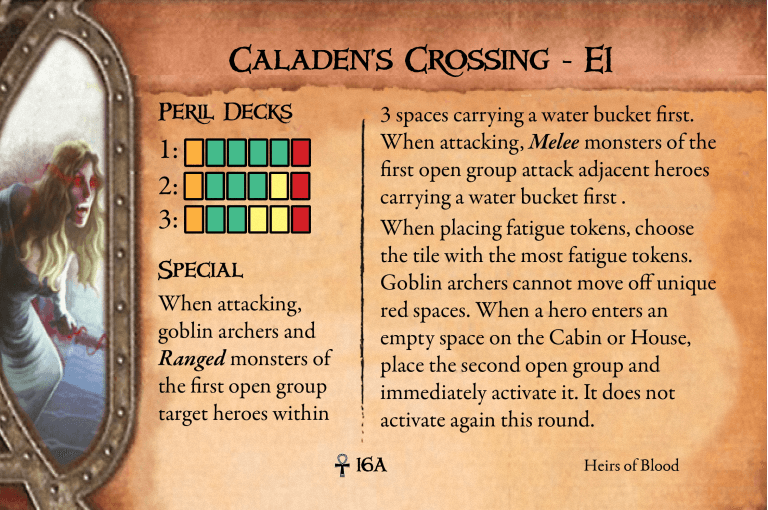 Caladen's Crossing - E1
Peril Decks
1:
2:
3:
Special
When attacking,
goblin archers and
Ranged monsters of
the first open group
target heroes within
3 spaces carrying a water bucket first.
When attacking, Melee monsters of the
first open group attack adjacent heroes
carrying a water bucket first .
When placing fatigue tokens, choose
the tile with the most fatigue tokens.
Goblin archers cannot move off unique
red spaces. When a hero enters an
empty space on the Cabin or House,
place the second open group and
immediately activate it. It does not
activate again this round.
16A
Heirs of Blood